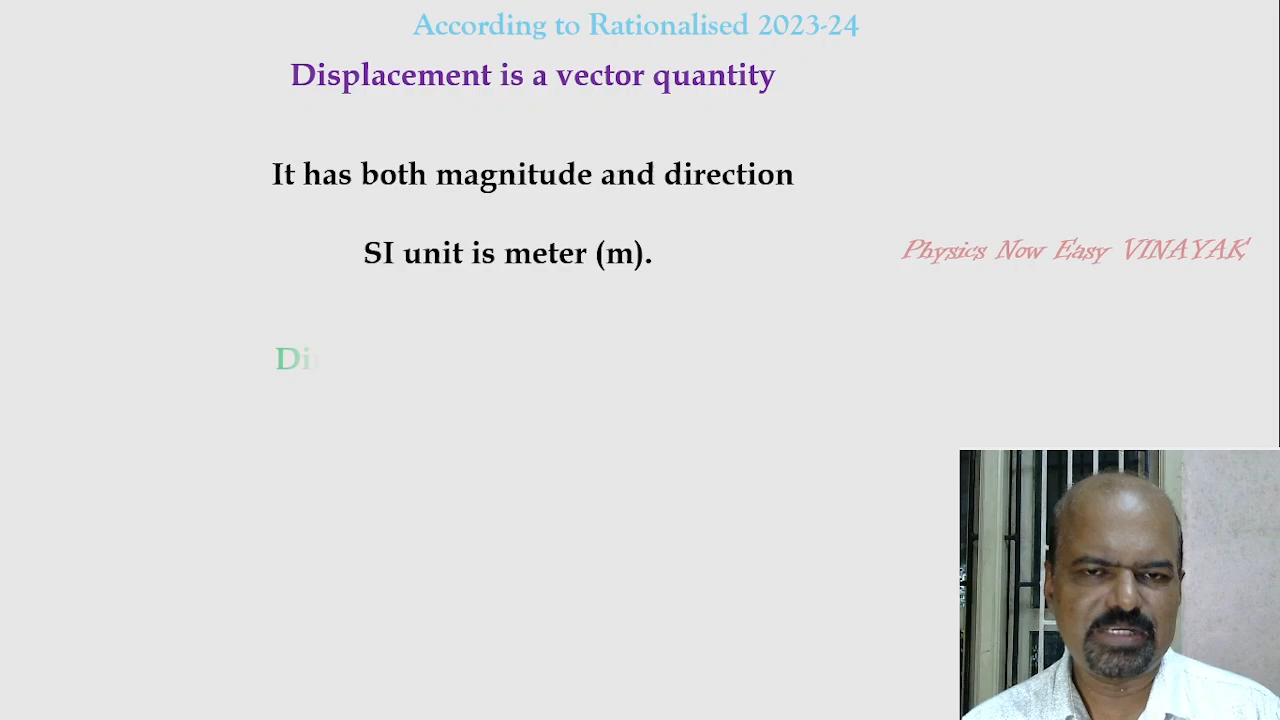 According to Rationalised 2023-24
Displacement is a vector quantity
It has both magnitude and direction
SI unit is meter (m).
Physics Now Easy VINAYAK
Di